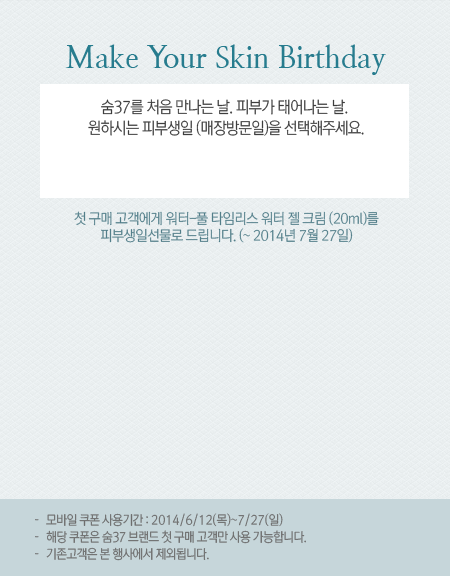 Make Your Skin Birthday
숨37를 처음 만나는 날. 피부가 태어나는 날.
원하시는 피부생일 (매장방문일)을 선택해주세요.
첫 구매 고객에게 워터-풀 타임리스 워터 젤 크림 (20ml)를
피부생일선물로 드립니다. (~ 2014년 7월 27일)
- 모바일 쿠폰 사용기간 : 2014/6/12(목)~7/27(일)
- 해당 쿠폰은 숨37 브랜드 첫 구매 고객만 사용 가능합니다.
- 기존고객은 본 행사에서 제외됩니다.